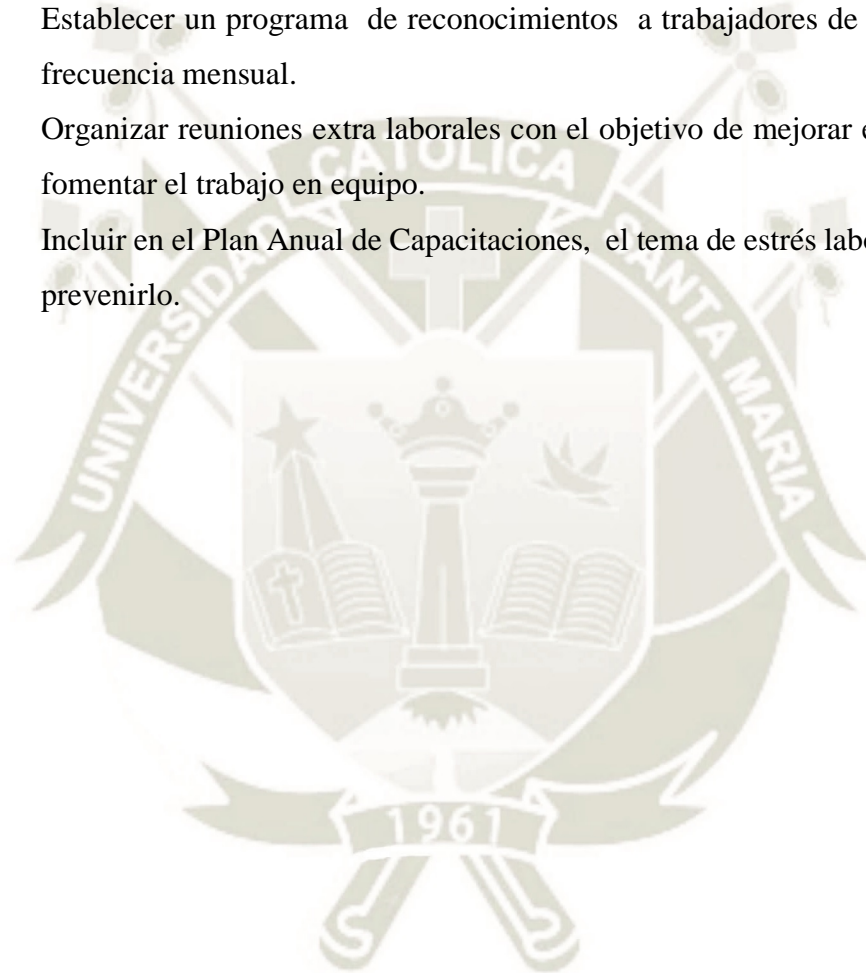 Establecer un programa de reconocimientos a trabajadores de
frecuencia mensual.
Organizar reuniones extra laborales con el objetivo de mejorar
fomentar el trabajo en equipo.
Incluir en el Plan Anual de Capacitaciones, el tema de estrés
prevenirlo.
UNIVERSIDAD CATOLICA SANTA MARIA
1961